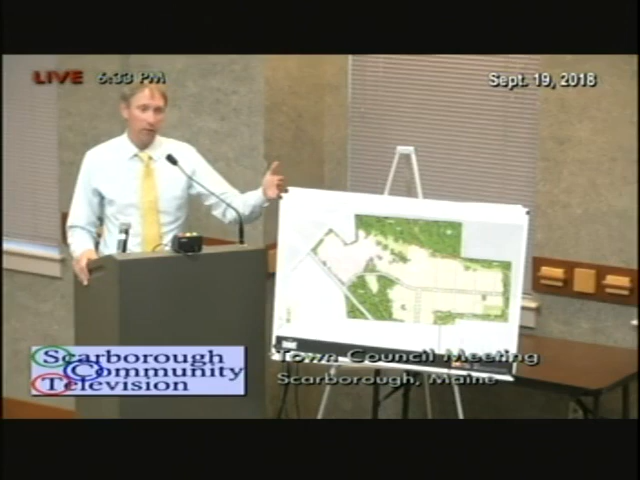 LIVE 6:33 PM
Sept. 19, 2018
Scarborough
Community
Television
Town Council Meeting
Scarborough, Maine